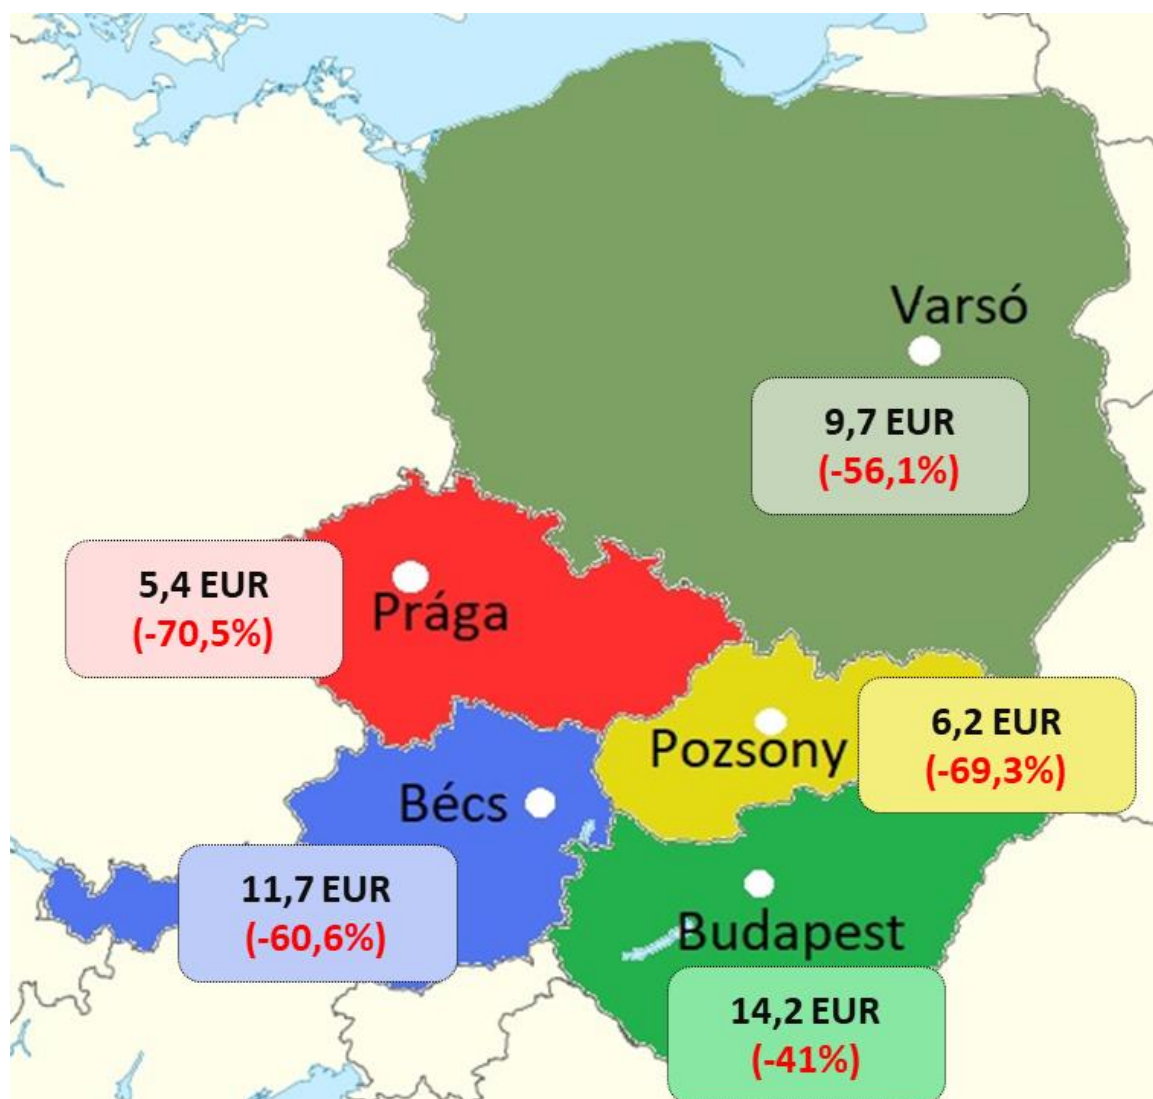 Varsó
9,7 EUR
(-56,1%)
5,4 EUR
(-70,5%)
Prága
6,2 EUR
(-69,3%)
Pozsony
Bécs
11,7 EUR
(-60,6%)
Budapest
14,2 EUR
(-41%)